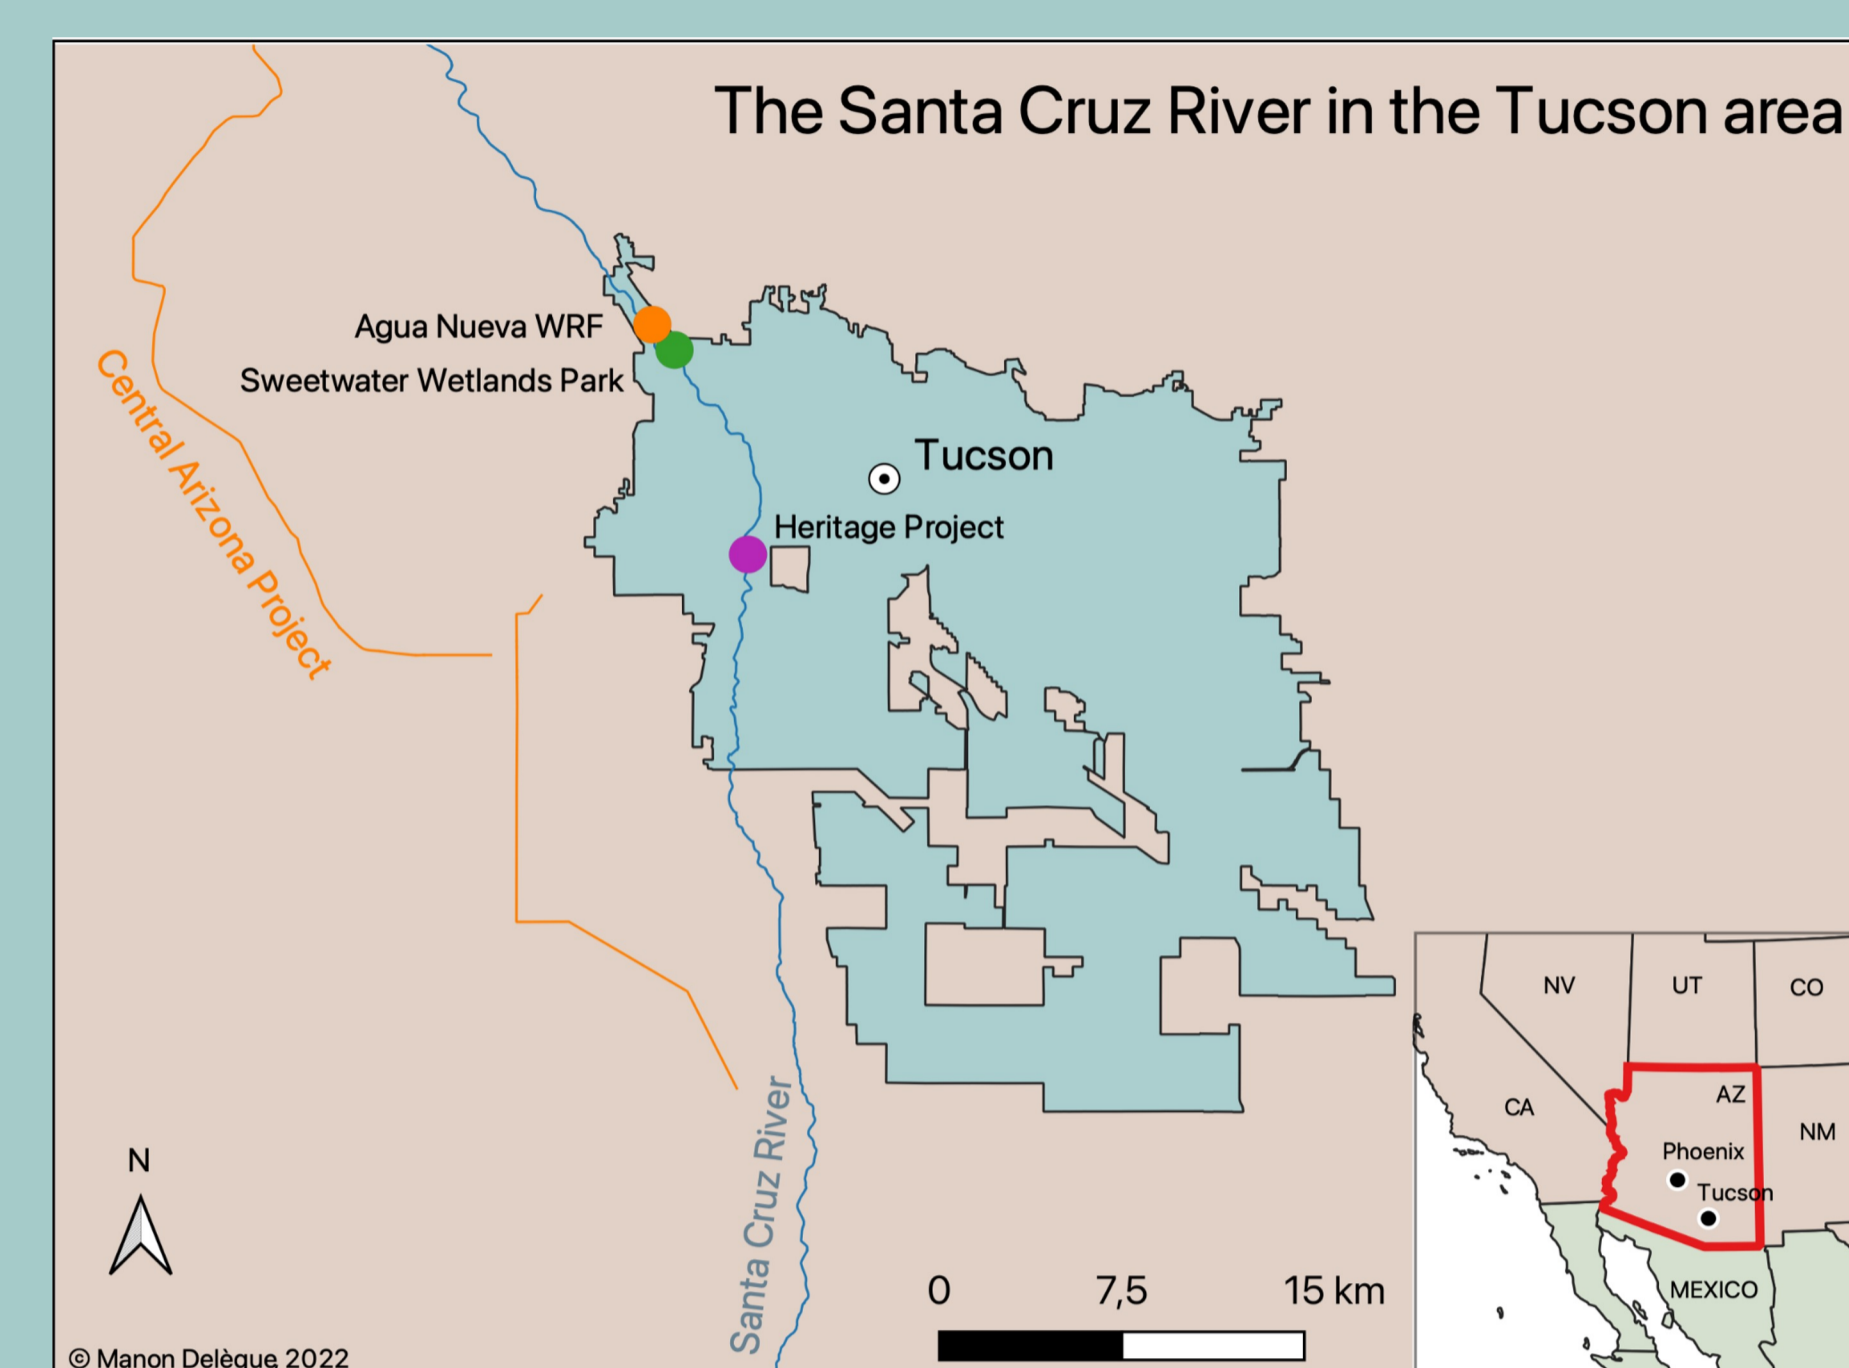 The Santa Cruz River in the Tucson area
Agua Nueva WRF
Sweetwater Wetlands Park
Central Arizona Project
Tucson
Heritage Project
Santa Cruz River
N
0 7,5 15 km
© Manon Delègue 2022
NV UT CO
CA AZ NM
Phoenix
Tucson
MEXICO